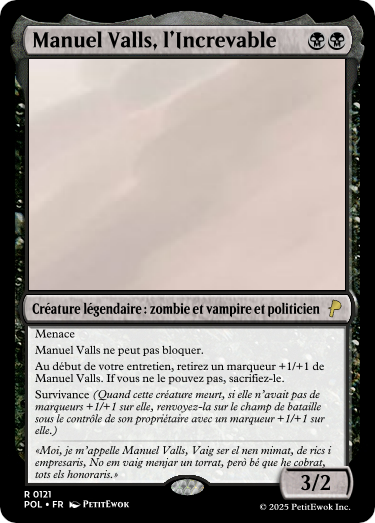 Manuel Valls, l'Increvable
Créature légendaire : zombie et vampire et politicien
Menace
Manuel Valls ne peut pas bloquer.
Au début de votre entretien, retirez un marqueur +1/+1 de
Manuel Valls. If vous ne le pouvez pas, sacrifiez-le.
Survivance (Quand cette créature meurt, si elle n'avait pas de
marqueurs +1/+1 sur elle, renvoyez-la sur le champ de bataille
sous le contrôle de son propriétaire avec un marqueur +1/+1 sur
elle.)
«Moi, je m'appelle Manuel Valls, Vaig ser el nen mimat, de rics i
empresaris, No em vaig menjar un torrat, però bé que he cobrat,
tots els honoraris.»
3/2
R 0121
POL • FR PETITEWOK
© 2025 PetitEwok Inc.